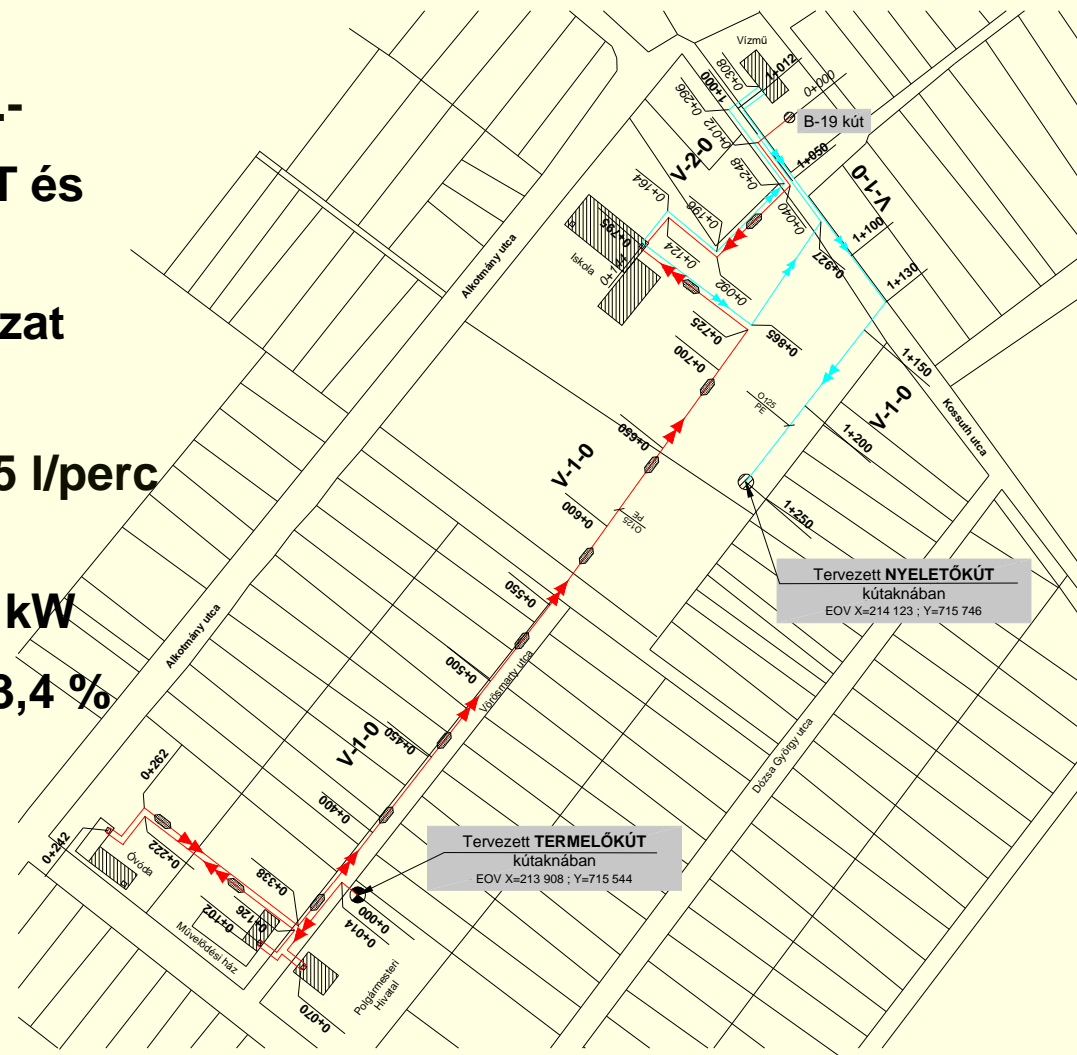 .-
T és
zat
5 l/perc
kW
3,4 %
Vízmű
0+308
1+012
0+000
1+000
0+296
0+012
B-19 kút
V-2-0
0+248
1+050
V-1-0
0+164
0+196
0+040
1+100
0+927
1+130
0+795
0+124
Iskola
0+092
0+725
0+865
0+700
1+150
V-1-0
Kossuth utca
O125
PE
1+200
Alkotmány utca
0+650
V-1-0
0+600
O125
PE
1+250
Tervezett NYELETŐKÚT
kútaknában
EOV X=214 123 ; Y=715 746
0+550
Alkotmány utca
0+500
Vörösmarty utca
0+450
V-1-0
0+400
Dózsa György utca
0+262
0+242
Óvoda
0+222
0+338
Tervezett TERMELŐKÚT
kútaknában
EOV X=213 908 ; Y=715 544
0+126
0+102
0+000
0+014
Művelődési ház
Polgármesteri
Hivatal
0+070